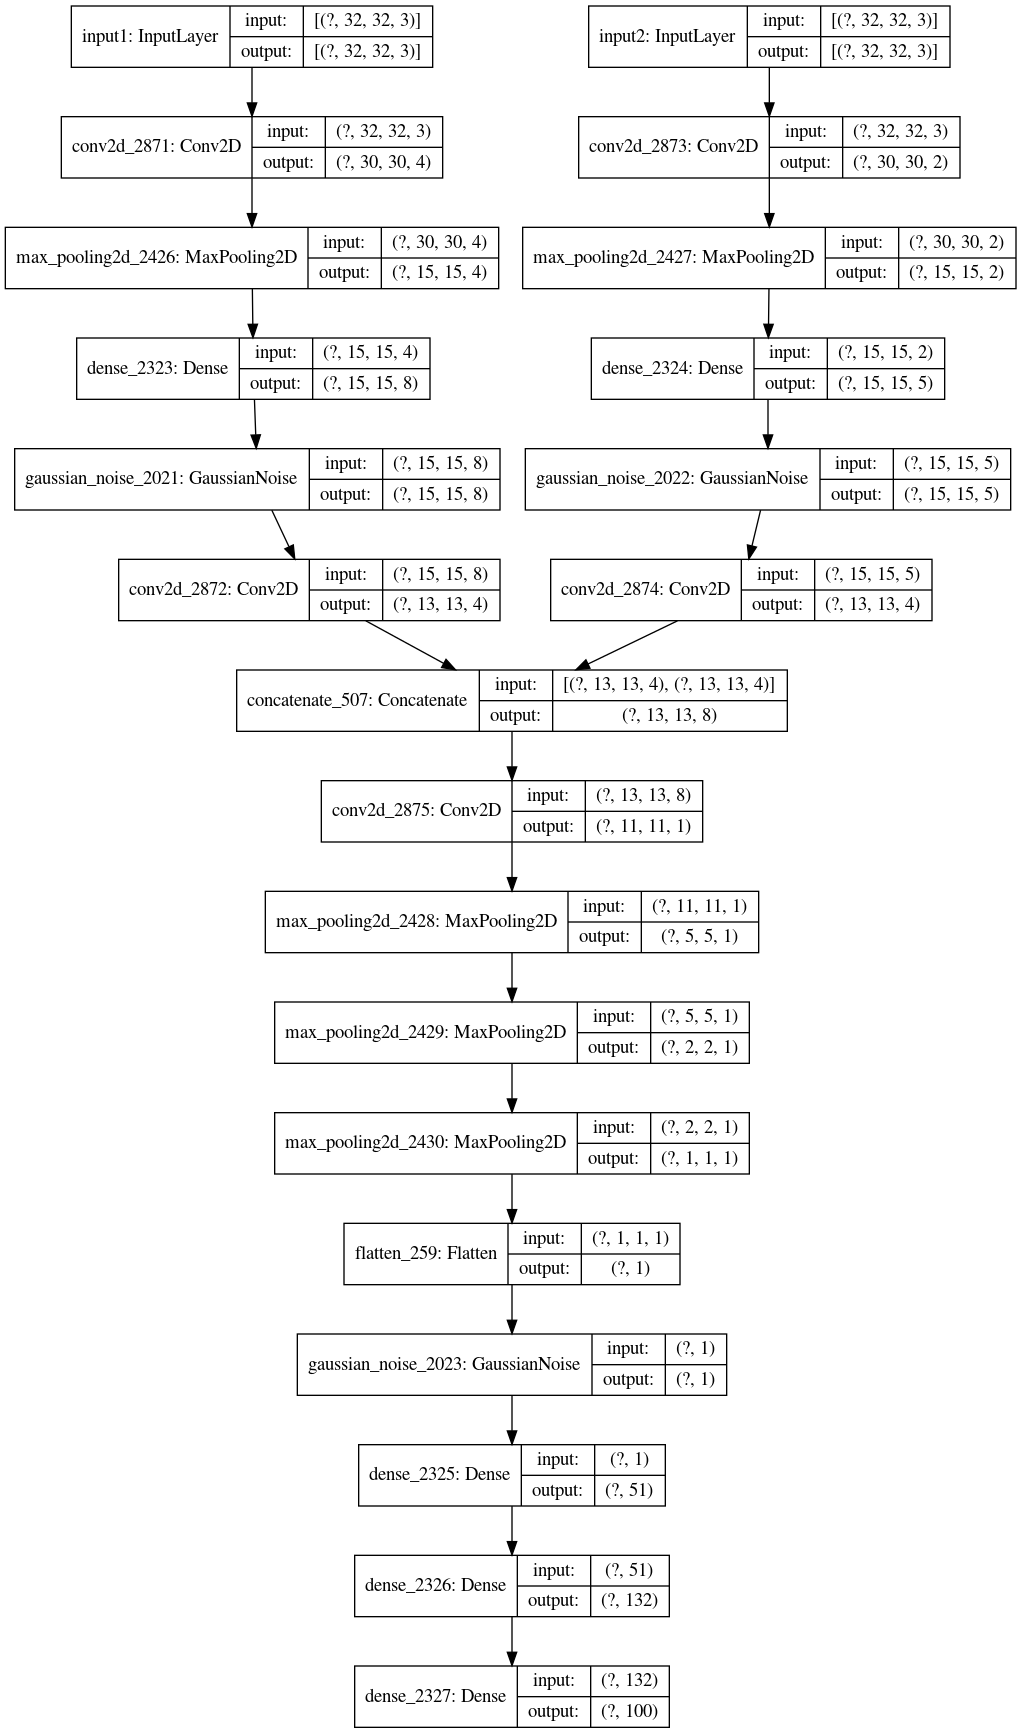 input1: InputLayer input: [(?, 32, 32, 3)] output: [(?, 32, 32, 3)]
input2: InputLayer input: [(?, 32, 32, 3)] output: [(?, 32, 32, 3)]
conv2d_2871: Conv2D input: (?, 32, 32, 3) output: (?, 30, 30, 4)
conv2d_2873: Conv2D input: (?, 32, 32, 3) output: (?, 30, 30, 2)
max_pooling2d_2426: MaxPooling2D input: (?, 30, 30, 4) output: (?, 15, 15, 4)
max_pooling2d_2427: MaxPooling2D input: (?, 30, 30, 2) output: (?, 15, 15, 2)
dense_2323: Dense input: (?, 15, 15, 4) output: (?, 15, 15, 8)
dense_2324: Dense input: (?, 15, 15, 2) output: (?, 15, 15, 5)
gaussian_noise_2021: GaussianNoise input: (?, 15, 15, 8) output: (?, 15, 15, 8)
gaussian_noise_2022: GaussianNoise input: (?, 15, 15, 5) output: (?, 15, 15, 5)
conv2d_2872: Conv2D input: (?, 15, 15, 8) output: (?, 13, 13, 4)
conv2d_2874: Conv2D input: (?, 15, 15, 5) output: (?, 13, 13, 4)
concatenate_507: Concatenate input: [(?, 13, 13, 4), (?, 13, 13, 4)] output: (?, 13, 13, 8)
conv2d_2875: Conv2D input: (?, 13, 13, 8) output: (?, 11, 11, 1)
max_pooling2d_2428: MaxPooling2D input: (?, 11, 11, 1) output: (?, 5, 5, 1)
max_pooling2d_2429: MaxPooling2D input: (?, 5, 5, 1) output: (?, 2, 2, 1)
max_pooling2d_2430: MaxPooling2D input: (?, 2, 2, 1) output: (?, 1, 1, 1)
flatten_259: Flatten input: (?, 1, 1, 1) output: (?, 1)
gaussian_noise_2023: GaussianNoise input: (?, 1) output: (?, 1)
dense_2325: Dense input: (?, 1) output: (?, 51)
dense_2326: Dense input: (?, 51) output: (?, 132)
dense_2327: Dense input: (?, 132) output: (?, 100)